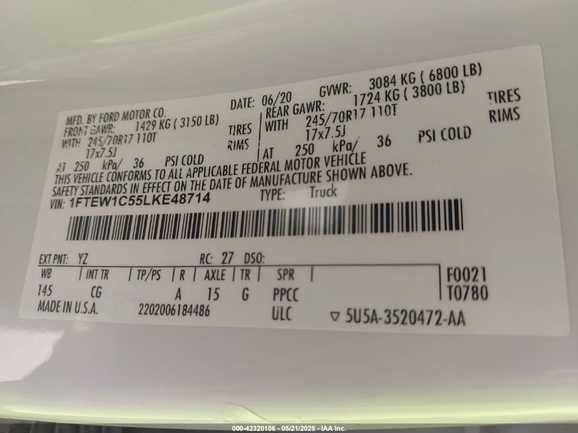 MFD. BY FORD MOTOR CO. DATE: 06/20 GVWR: 3084 KG ( 6800 LB)
FRONT GAWR: 1429 KG ( 3150 LB) REAR GAWR: 1724 KG ( 3800 LB)
WITH 245/70R17 110T TIRES WITH 245/70R17 110T TIRES
17x7.5J RIMS 17x7.5J RIMS
AT 250 kPa/ 36 PSI COLD AT 250 kPa/ 36 PSI COLD
THIS VEHICLE CONFORMS TO ALL APPLICABLE FEDERAL MOTOR VEHICLE
SAFETY STANDARDS IN EFFECT ON THE DATE OF MANUFACTURE SHOWN ABOVE.
VIN: 1FTEW1C55LKE48714 TYPE: Truck
EXT PNT: YZ RC: 27 DSO:
WB INT TR TP/PS R AXLE TR SPR F0021
145 CG A 15 G PPCC T0780
MADE IN U.S.A. 2202006184486 ULC ▽ 5U5A-3520472-AA
000-42320106 - 05/21/2025 - IAA Inc.